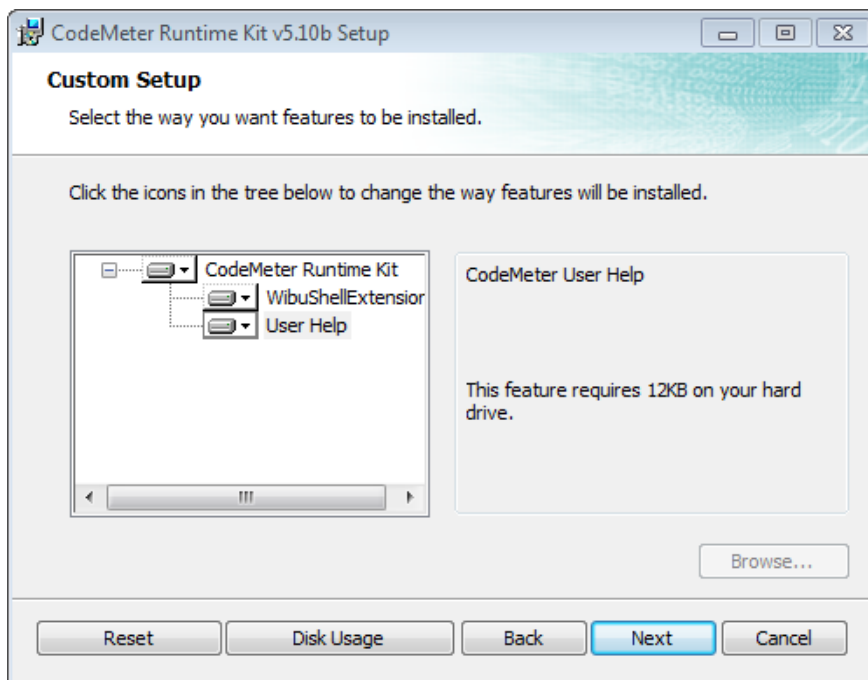 CodeMeter Runtime Kit v5.10b Setup
Custom Setup
Select the way you want features to be installed.
Click the icons in the tree below to change the way features will be installed.
CodeMeter Runtime Kit
WibuShellExtension
User Help
CodeMeter User Help
This feature requires 12KB on your hard
drive.
Browse...
Reset
Disk Usage
Back
Next
Cancel